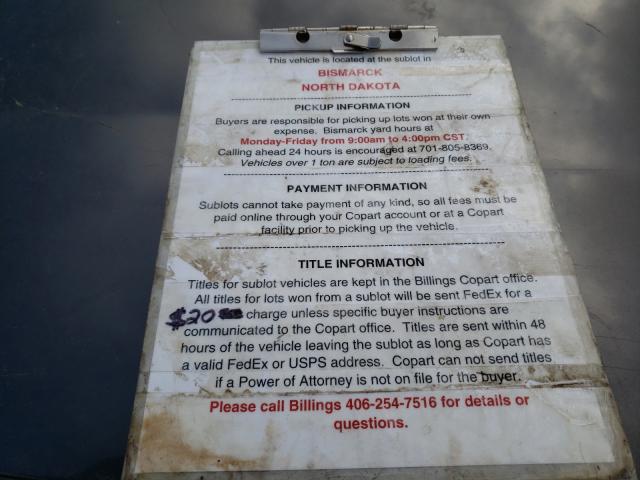 This vehicle is located at the sublot in
BISMARCK
NORTH DAKOTA
PICKUP INFORMATION
Buyers are responsible for picking up lots won at their own
expense. Bismarck yard hours at
Monday-Friday from 9:00am to 4:00pm CST.
Calling ahead 24 hours is encouraged at 701-805-8369.
Vehicles over 1 ton are subject to loading fees.
PAYMENT INFORMATION
Sublots cannot take payment of any kind, so all fees must be
paid online through your Copart account or at a Copart
facility prior to picking up the vehicle.
TITLE INFORMATION
Titles for sublot vehicles are kept in the Billings Copart office.
All titles for lots won from a sublot will be sent FedEx for a
$20 charge unless specific buyer instructions are
communicated to the Copart office. Titles are sent within 48
hours of the vehicle leaving the sublot as long as Copart has
a valid FedEx or USPS address. Copart can not send titles
if a Power of Attorney is not on file for the buyer.
Please call Billings 406-254-7516 for details or
questions.